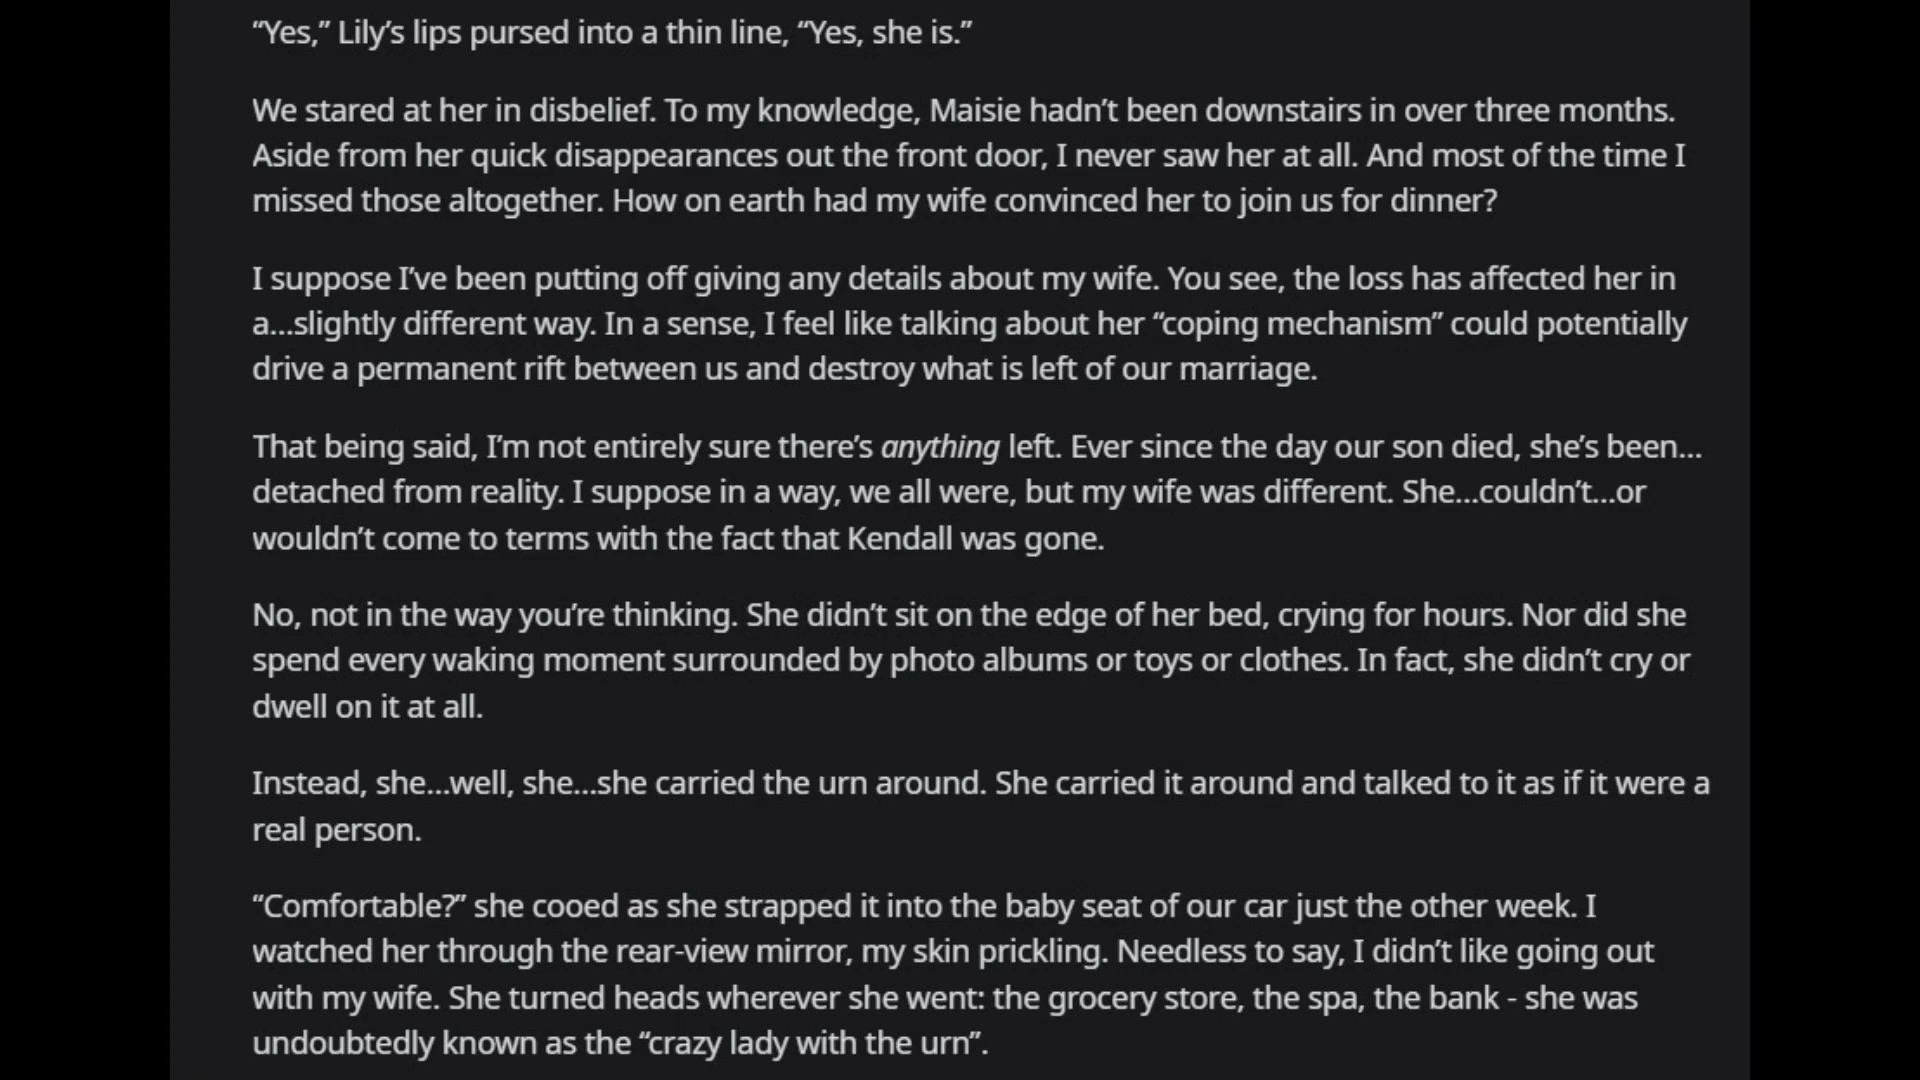 “Yes,” Lily’s lips pursed into a thin line, “Yes, she is.”
We stared at her in disbelief. To my knowledge, Maisie hadn’t been downstairs in over three months.
Aside from her quick disappearances out the front door, I never saw her at all. And most of the time I
missed those altogether. How on earth had my wife convinced her to join us for dinner?
I suppose I’ve been putting off giving any details about my wife. You see, the loss has affected her in
a...slightly different way. In a sense, I feel like talking about her “coping mechanism” could potentially
drive a permanent rift between us and destroy what is left of our marriage.
That being said, I’m not entirely sure there’s anything left. Ever since the day our son died, she’s been...
detached from reality. I suppose in a way, we all were, but my wife was different. She...couldn’t...or
wouldn’t come to terms with the fact that Kendall was gone.
No, not in the way you’re thinking. She didn’t sit on the edge of her bed, crying for hours. Nor did she
spend every waking moment surrounded by photo albums or toys or clothes. In fact, she didn’t cry or
dwell on it at all.
Instead, she...well, she...she carried the urn around. She carried it around and talked to it as if it were a
real person.
“Comfortable?” she cooed as she strapped it into the baby seat of our car just the other week. I
watched her through the rear-view mirror, my skin prickling. Needless to say, I didn’t like going out
with my wife. She turned heads wherever she went: the grocery store, the spa, the bank - she was
undoubtedly known as the “crazy lady with the urn”.